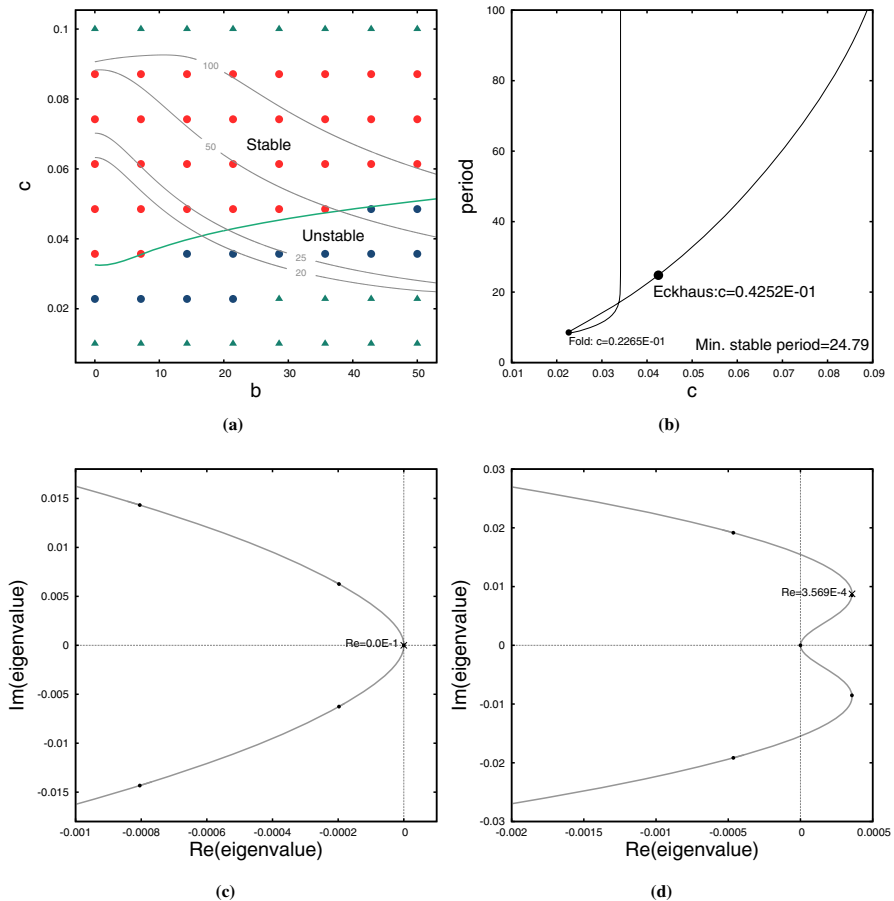 0.1
0.08
0.06
0.04
0.02
c
100
50
25
20
Stable
Unstable
0 10 20 30 40 50
b
(a)
100
80
60
40
20
0
period
Eckhaus:c=0.4252E-01
Fold: c=0.2265E-01
Min. stable period=24.79
0.01 0.02 0.03 0.04 0.05 0.06 0.07 0.08 0.09
c
(b)
0.015
0.01
0.005
0
-0.005
-0.01
-0.015
Im(eigenvalue)
Re=0.0E-1
-0.001 -0.0008 -0.0006 -0.0004 -0.0002 0
Re(eigenvalue)
(c)
0.03
0.02
0.01
0
-0.01
-0.02
-0.03
Im(eigenvalue)
Re=3.569E-4
-0.002 -0.0015 -0.001 -0.0005 0 0.0005
Re(eigenvalue)
(d)